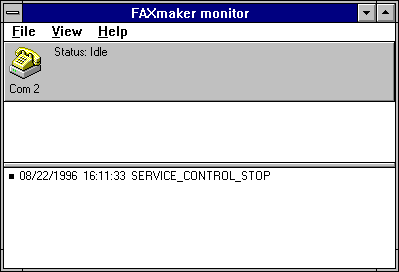 FAXmaker monitor
File View Help
Status: Idle
Com 2
08/22/1996 16:11:33 SERVICE_CONTROL_STOP